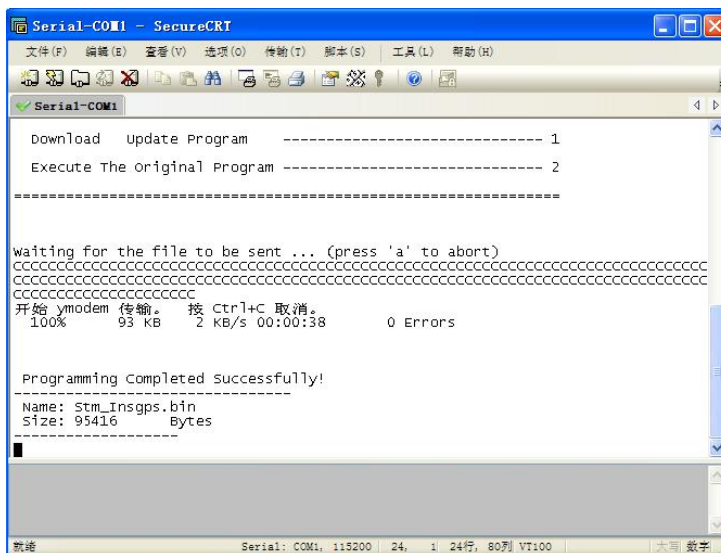 Serial-COM1 - SecureCRT
文件(F) 编辑(E) 查看(V) 选项(O) 传输(T) 脚本(S) 工具(L) 帮助(H)
Serial-COM1
Download Update Program ------------------------------ 1
Execute The Original Program ------------------------------ 2
===============================================================
Waiting for the file to be sent ... (press 'a' to abort)
CCCCCCCCCCCCCCCCCCCCCCCCCCCCCCCCCCCCCCCCCCCCCCCCCCCCCCCCCCCCCCCCCCCCCCCCCCCCCCCC
CCCCCCCCCCCCCCCCCCCCCCCCCCCCCCCCCCCCCCCCCCCCCCCCCCCCCCCCCCCCCCCCCCCCCCCCCCCCCCCC
CCCCCCCCCCCCCCCCCCCCC
开始 ymodem 传输。 按 Ctrl+C 取消。
100% 93 KB 2 KB/s 00:00:38 0 Errors
Programming Completed Successfully!
--------------------------------
Name: Stm_Insgps.bin
Size: 95416 Bytes
-------------------
就绪 Serial: COM1, 115200 24, 1 24行, 80列 VT100 大写 数字